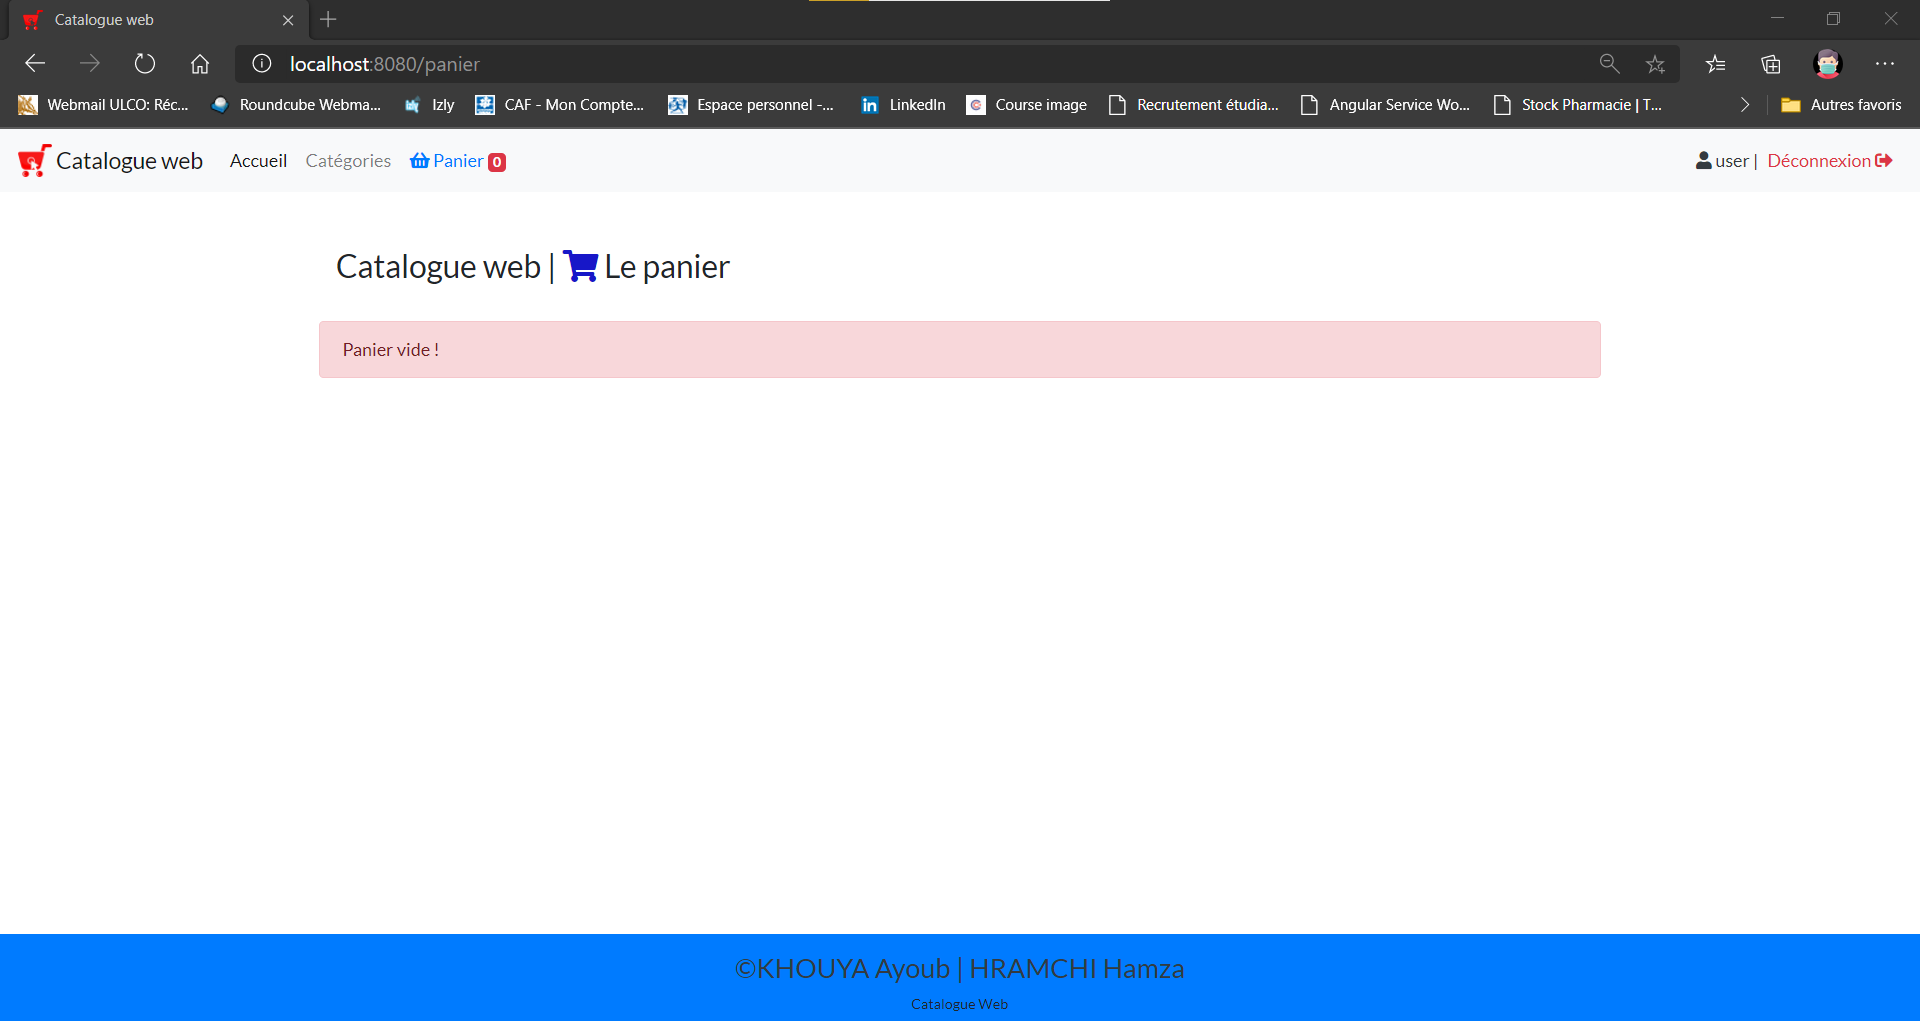 Catalogue web
localhost:8080/panier
Webmail ULCO: Réc... Roundcube Webma... Izly CAF - Mon Compte... Espace personnel -... LinkedIn Course image Recrutement étudia... Angular Service Wo... Stock Pharmacie | T... Autres favoris
Catalogue web Accueil Catégories Panier 0 user | Déconnexion
Catalogue web | Le panier
Panier vide !
©KHOUYA Ayoub | HRAMCHI Hamza
Catalogue Web